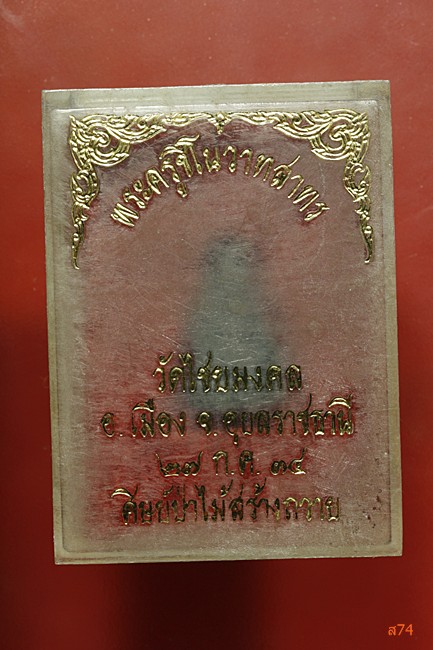 พระครูชิโนวาทสาทร
วัดไชยมงคล
อ.เมือง จ.อุบลราชธานี
๒๗ ก.ค. ๓๔
ศิษย์ป่าไม้สร้างถวาย
ส74